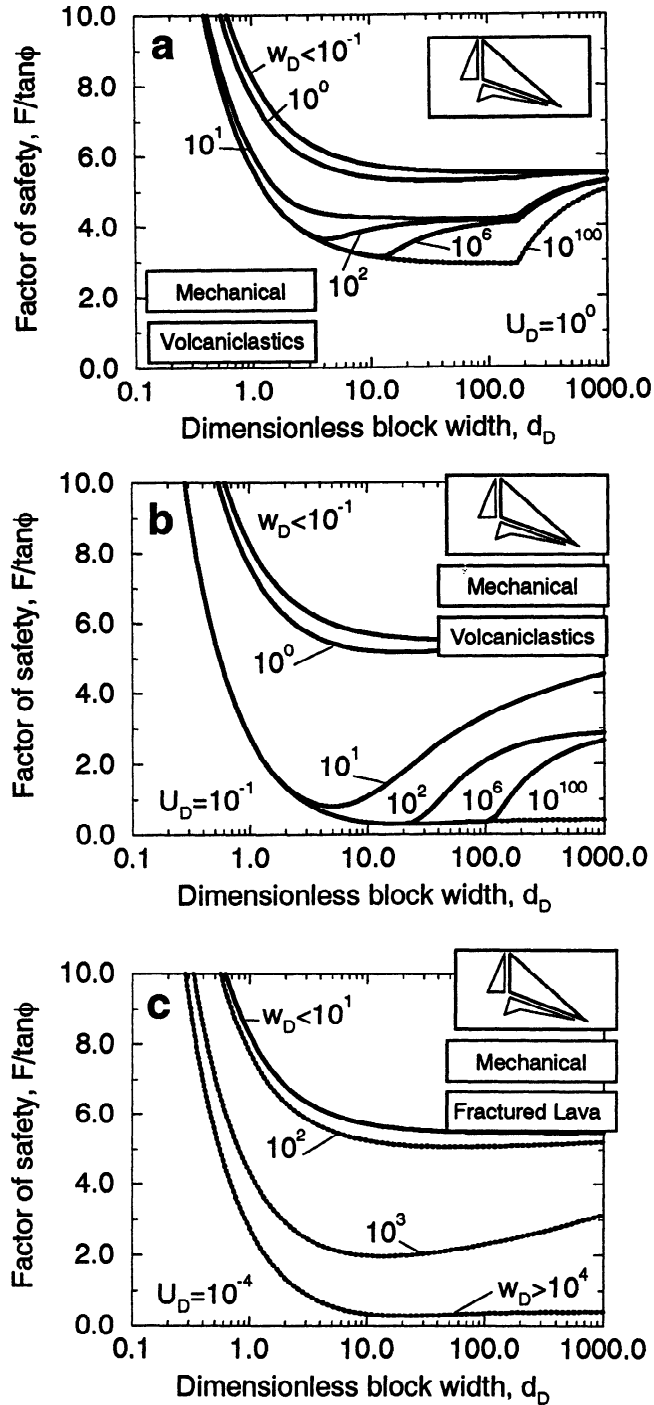 a
Factor of safety, F/tanϕ
10.0
8.0
6.0
4.0
2.0
0.0
w_D<10^-1
10^0
10^1
10^2
10^6
10^100
Mechanical
Volcaniclastics
U_D=10^0
0.1 1.0 10.0 100.0 1000.0
Dimensionless block width, d_D
b
Factor of safety, F/tanϕ
10.0
8.0
6.0
4.0
2.0
0.0
w_D<10^-1
Mechanical
Volcaniclastics
10^0
10^1
10^2
10^6
10^100
U_D=10^-1
0.1 1.0 10.0 100.0 1000.0
Dimensionless block width, d_D
c
Factor of safety, F/tanϕ
10.0
8.0
6.0
4.0
2.0
0.0
w_D<10^1
Mechanical
Fractured Lava
10^2
10^3
w_D>10^4
U_D=10^-4
0.1 1.0 10.0 100.0 1000.0
Dimensionless block width, d_D